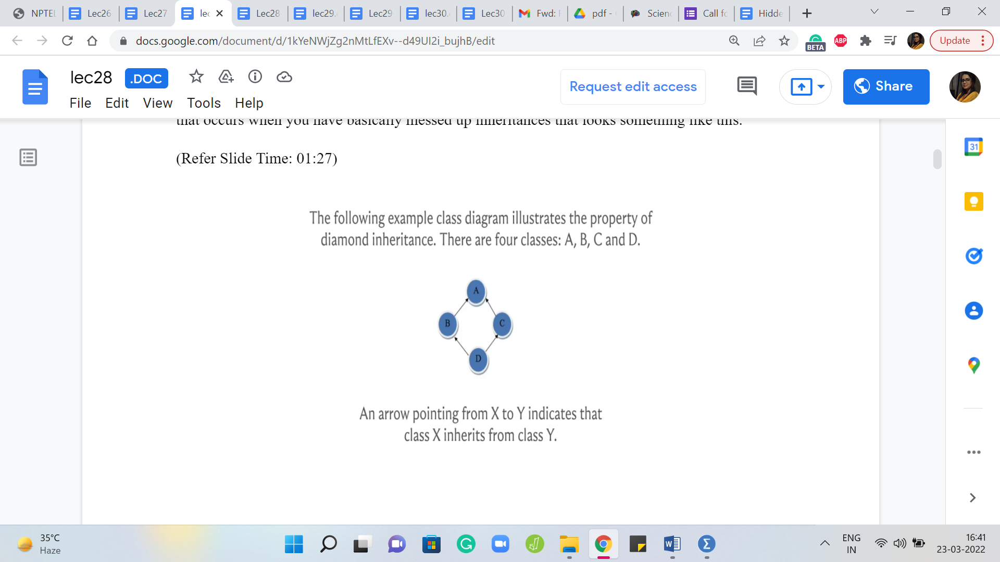 NPTEL
Lec26
Lec27
lec
Lec28
lec29.
Lec29
lec30.
Lec30
Fwd: F
pdf -
Scienc
Call fo
Hidde
docs.google.com/document/d/1kYeNWjZg2nMtLfEXv--d49UI2i_bujhB/edit
BETA
ABP
Update
lec28
.DOC
Request edit access
Share
File Edit View Tools Help
that occurs when you have basically messed up inheritances that looks something like this.
(Refer Slide Time: 01:27)
The following example class diagram illustrates the property of
diamond inheritance. There are four classes: A, B, C and D.
A
B
C
D
An arrow pointing from X to Y indicates that
class X inherits from class Y.
31
35°C
Haze
ENG
IN
16:41
23-03-2022